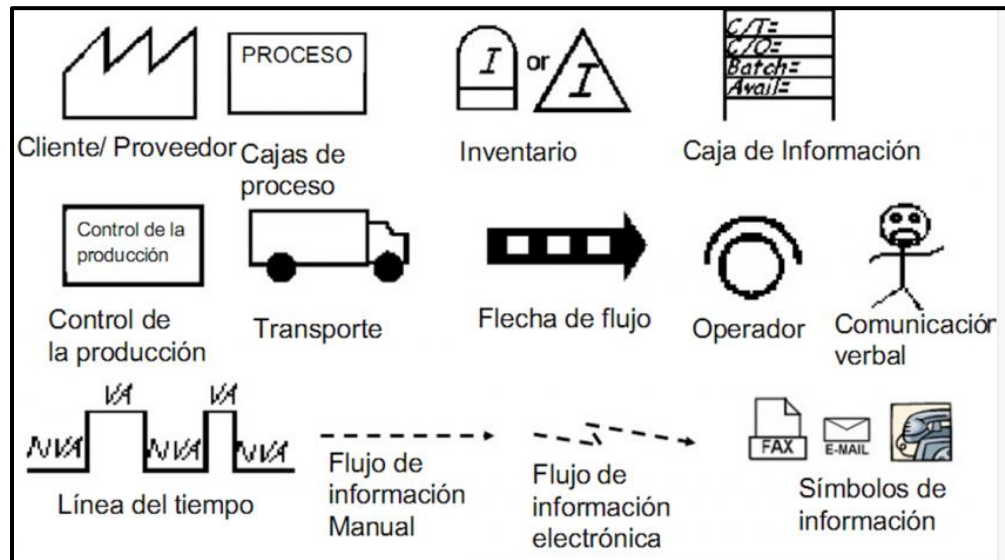 PROCESO
I or I
C/T=
C/O=
Batch=
Avail=
Cliente/ Proveedor
Cajas de
proceso
Inventario
Caja de Información
Control de la
producción
Control de
la producción
Transporte
Flecha de flujo
Operador
Comunicación
verbal
VA VA
NVA NVA NVA
Línea del tiempo
Flujo de
información
Manual
Flujo de
información
electrónica
FAX
E-MAIL
Símbolos de
información